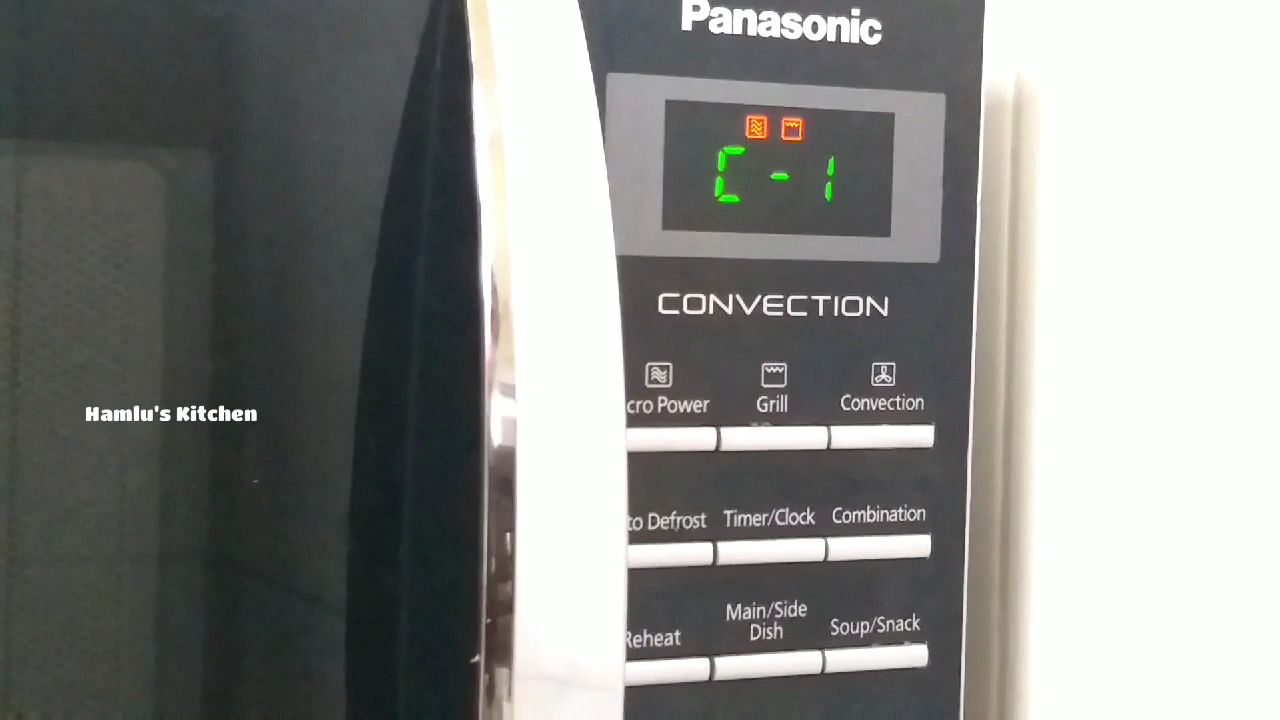 Panasonic
C-1
CONVECTION
cro Power Grill Convection
to Defrost Timer/Clock Combination
Reheat Main/Side Dish Soup/Snack
Hamlu's Kitchen